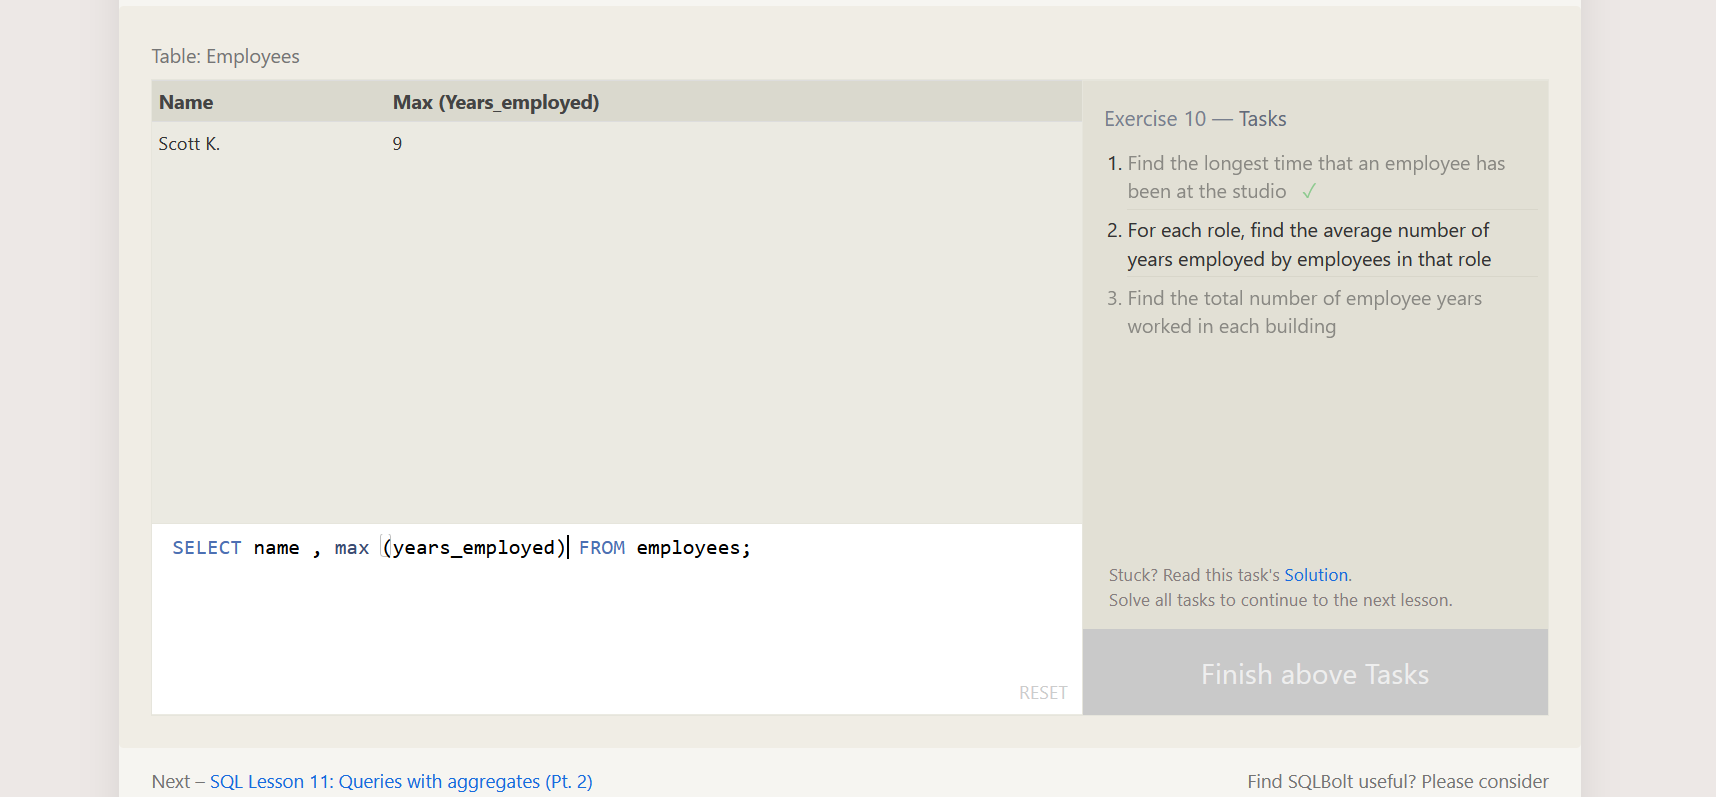 Table: Employees
Name Max (Years_employed)
Scott K. 9
Exercise 10 — Tasks
1. Find the longest time that an employee has
been at the studio ✓
2. For each role, find the average number of
years employed by employees in that role
3. Find the total number of employee years
worked in each building
SELECT name , max (years_employed) FROM employees;
RESET
Stuck? Read this task's Solution.
Solve all tasks to continue to the next lesson.
Finish above Tasks
Next – SQL Lesson 11: Queries with aggregates (Pt. 2)
Find SQLBolt useful? Please consider